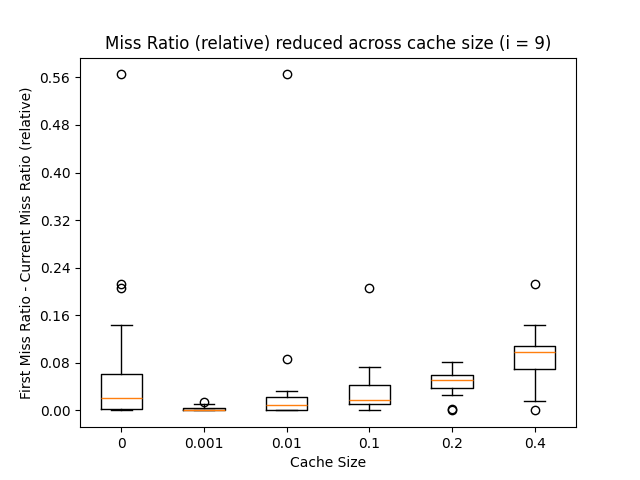 Miss Ratio (relative) reduced across cache size (i = 9)
First Miss Ratio - Current Miss Ratio (relative)
0.56
0.48
0.40
0.32
0.24
0.16
0.08
0.00
0 0.001 0.01 0.1 0.2 0.4
Cache Size